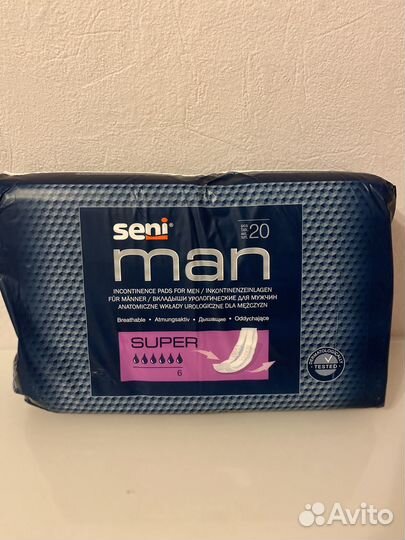 seni®
man
20
INCONTINENCE PADS FOR MEN / INKONTINENZEINLAGEN
FÜR MÄNNER / ВКЛАДЫШИ УРОЛОГИЧЕСКИЕ ДЛЯ МУЖЧИН
ANATOMICZNE WKŁADY UROLOGICZNE DLA MĘŻCZYZN
Breathable • Atmungsaktiv • Дышащие • Oddychające
SUPER
6
DERMATOLOGICALLY
TESTED
Avito